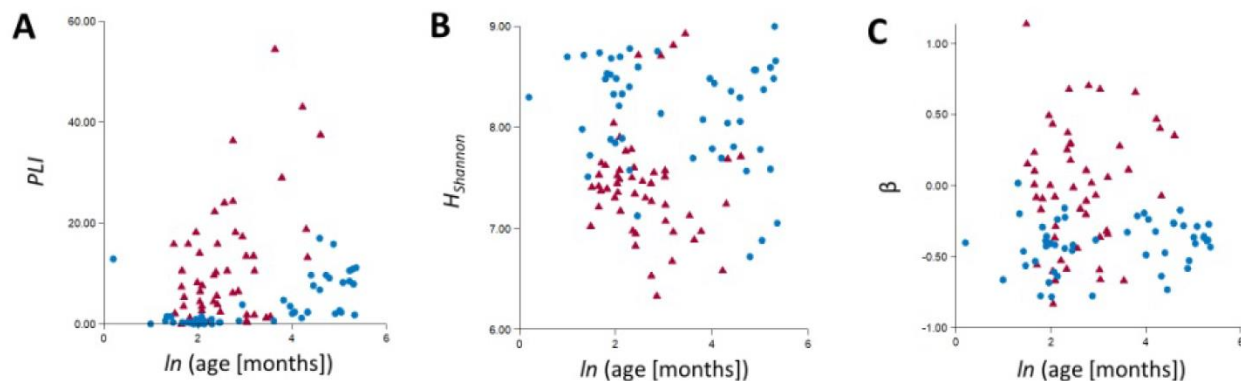 A
PLI
60.00
40.00
20.00
0.00
0
2
4
6
ln (age [months])
B
HShannon
9.00
8.00
7.00
6.00
0
2
4
6
ln (age [months])
C
β
1.00
0.50
0.00
-0.50
-1.00
0
2
4
6
ln (age [months])